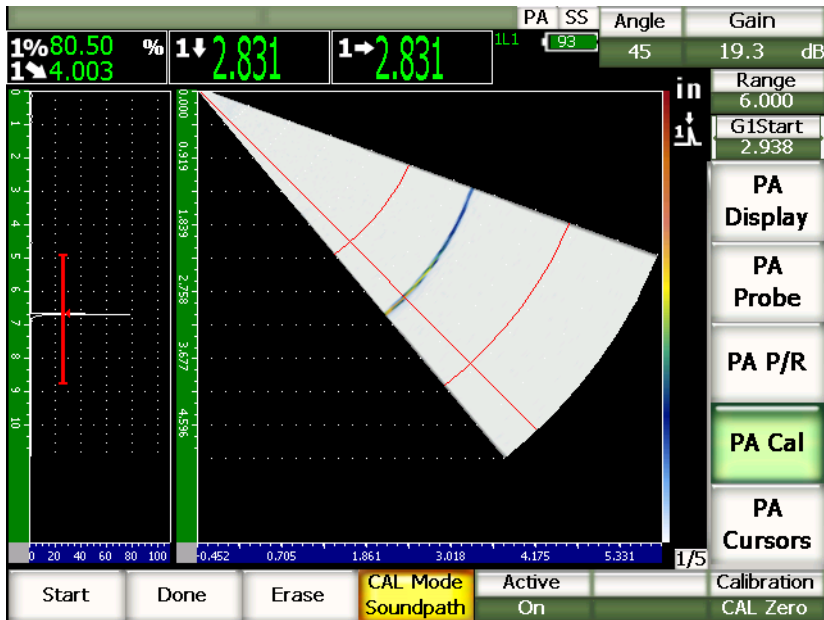 PA SS Angle Gain
1%80.50 % 1 2.831 1 2.831 1L1 93 45 19.3 dB
1 4.003
in
Range
6.000
1
G1Start
2.938
PA
Display
PA
Probe
PA P/R
PA Cal
PA
Cursors
0 1 2 3 4 5 6 7 8 9 10
0.000 0.919 1.839 2.758 3.677 4.596
0 20 40 60 80 100 -0.452 0.705 1.861 3.018 4.175 5.331 1/5
Start Done Erase CAL Mode Active Calibration
Soundpath On CAL Zero